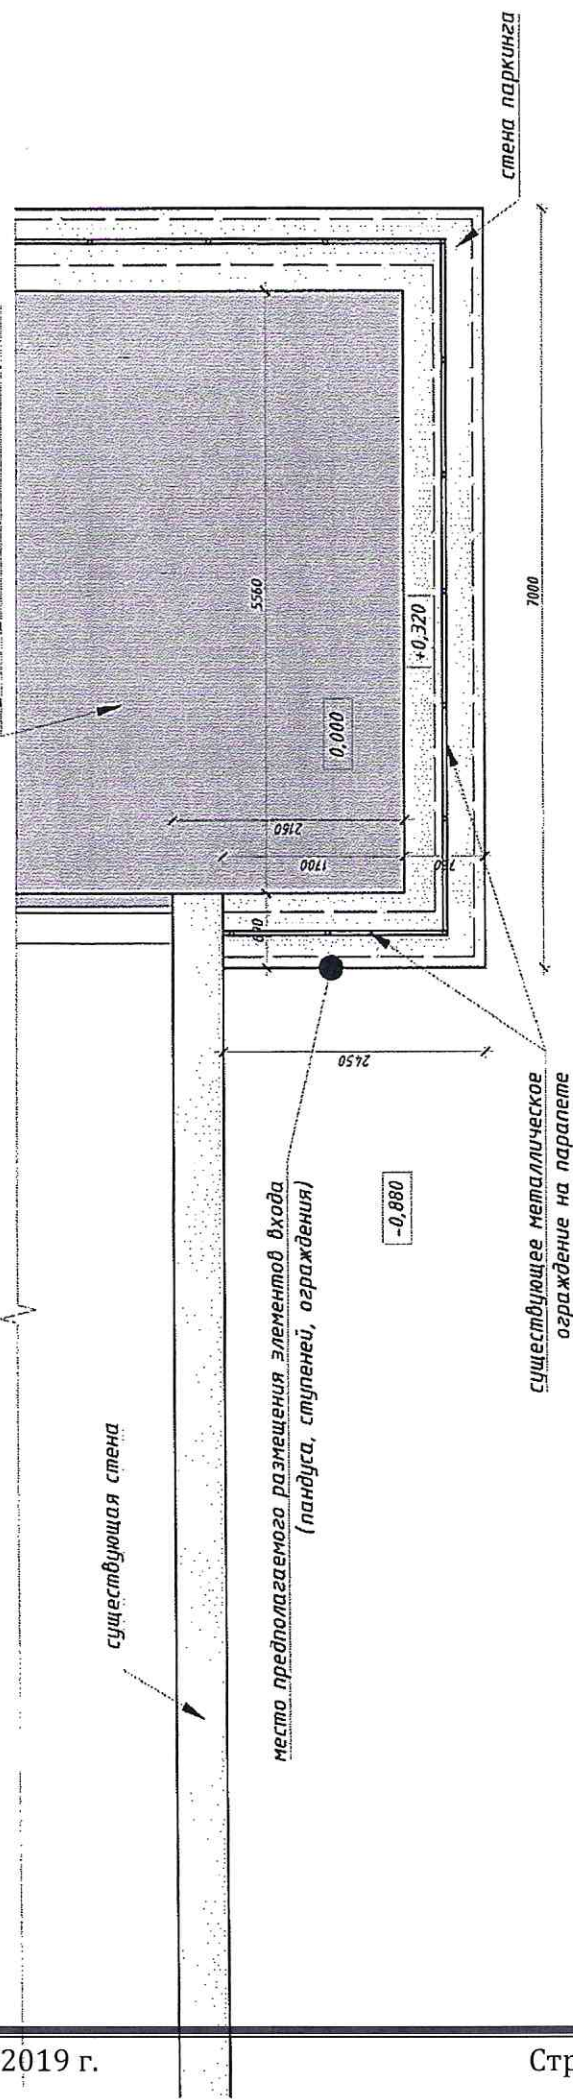 стена паркинга
7000
5560
+0,320
0,000
2160
1700
2450
-0,880
существующее металлическое
ограждение на парапете
место предполагаемого размещения элементов входа
(пандуса, ступеней, ограждения)
существующая стена
2019 г.
Стр